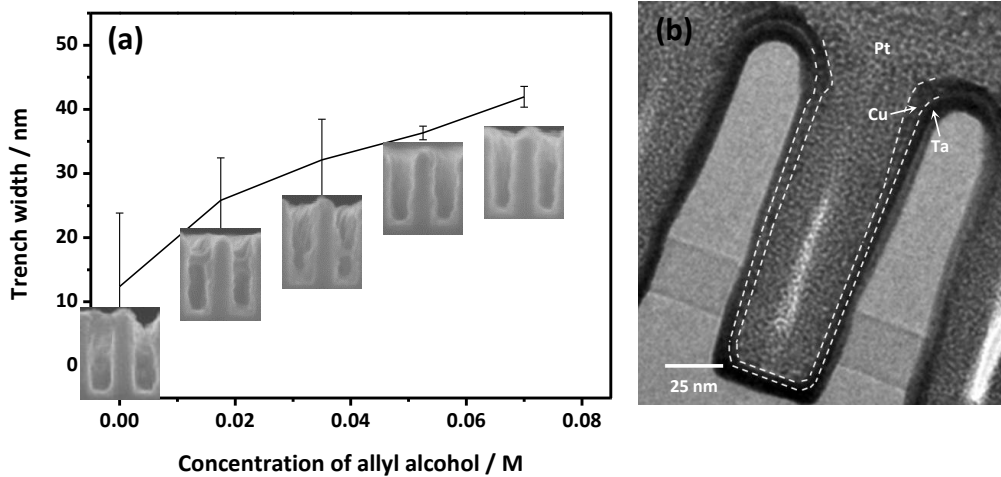 (a)
Trench width / nm
50
40
30
20
10
0
0.00 0.02 0.04 0.06 0.08
Concentration of allyl alcohol / M
(b)
Pt
Cu
Ta
25 nm